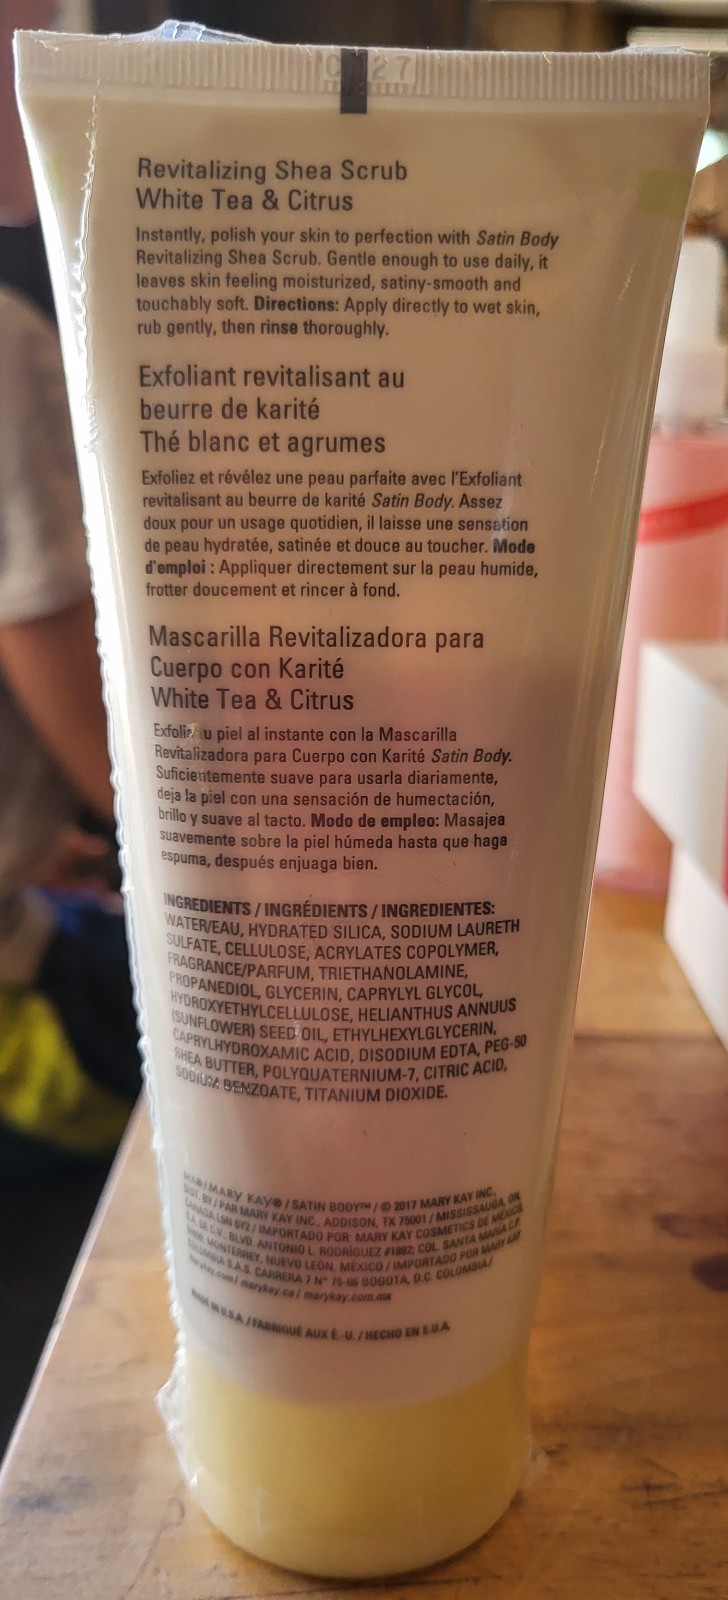 27
Revitalizing Shea Scrub
White Tea & Citrus
Instantly, polish your skin to perfection with Satin Body
Revitalizing Shea Scrub. Gentle enough to use daily, it
leaves skin feeling moisturized, satiny-smooth and
touchably soft. Directions: Apply directly to wet skin,
rub gently, then rinse thoroughly.
Exfoliant revitalisant au
beurre de karité
Thé blanc et agrumes
Exfoliez et révélez une peau parfaite avec l'Exfoliant
revitalisant au beurre de karité Satin Body. Assez
doux pour un usage quotidien, il laisse une sensation
de peau hydratée, satinée et douce au toucher. Mode
d'emploi : Appliquer directement sur la peau humide,
frotter doucement et rincer à fond.
Mascarilla Revitalizadora para
Cuerpo con Karité
White Tea & Citrus
piel al instante con la Mascarilla
Revitalizadora para Cuerpo con Karité Satin Body.
Suficientemente suave para usarla diariamente,
deja la piel con una sensación de humectación,
brillo y suave al tacto. Modo de empleo: Masajea
suavemente sobre la piel húmeda hasta que haga
espuma, después enjuaga bien.
INGREDIENTS / INGRÉDIENTS / INGREDIENTES:
WATER/EAU, HYDRATED SILICA, SODIUM LAURETH
SULFATE, CELLULOSE, ACRYLATES COPOLYMER,
FRAGRANCE/PARFUM, TRIETHANOLAMINE,
PROPANEDIOL, GLYCERIN, CAPRYLYL GLYCOL,
HYDROXYETHYLCELLULOSE, HELIANTHUS ANNUUS
(SUNFLOWER) SEED OIL, ETHYLHEXYLGLYCERIN,
CAPRYLHYDROXAMIC ACID, DISODIUM EDTA, PEG-50
SHEA BUTTER, POLYQUATERNIUM-7, CITRIC ACID,
SODIUM BENZOATE, TITANIUM DIOXIDE.
MARY KAY® / SATIN BODY™ / © 2017 MARY KAY INC.
DIST. BY / PAR MARY KAY INC., ADDISON, TX 75001 / MISSISSAUGA, ON,
CANADA L5N 6Y2 / IMPORTADO POR: MARY KAY COSMETICS DE MÉXICO,
S.A. DE C.V.: BLVD. ANTONIO L. RODRÍGUEZ #1882; COL. SANTA MARÍA C.P.
MONTERREY, NUEVO LEÓN. MÉXICO / IMPORTADO POR MARY KAY
COLOMBIA S.A.S. CARRERA 7 N° 75-66 BOGOTA, D.C. COLOMBIA/
marykay.com / marykay.ca / marykay.com.mx
MADE IN U.S.A. / FABRIQUÉ AUX É.-U. / HECHO EN E.U.A.